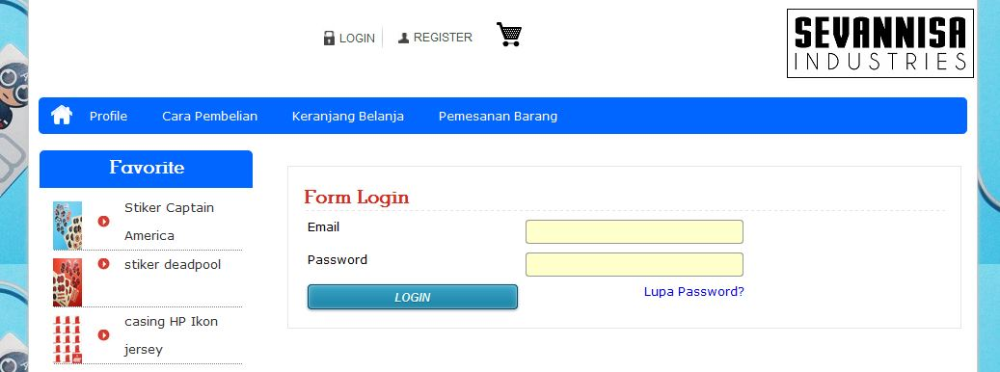 LOGIN
REGISTER
SEVANNISA
INDUSTRIES
Profile
Cara Pembelian
Keranjang Belanja
Pemesanan Barang
Favorite
Stiker Captain
America
stiker deadpool
casing HP Ikon
jersey
Form Login
Email
Password
LOGIN
Lupa Password?